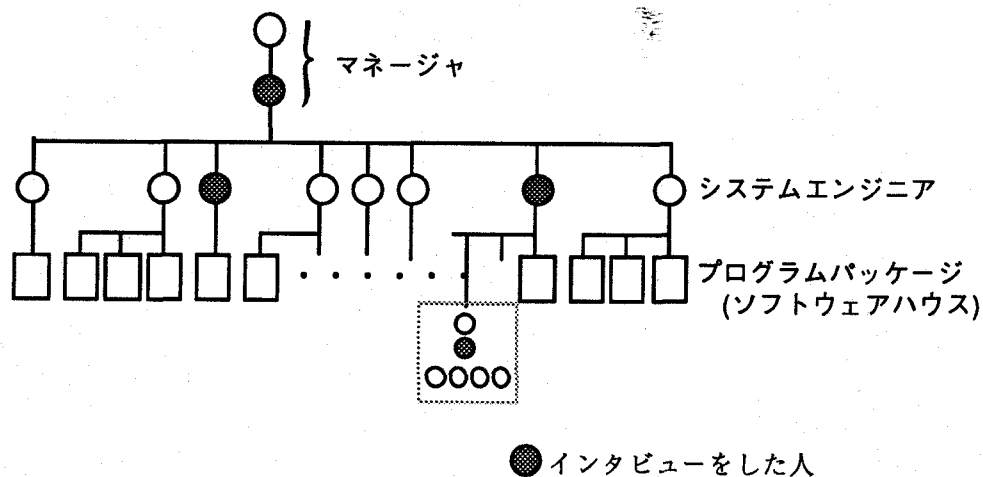 マネージャ
システムエンジニア
プログラムパッケージ
(ソフトウェアハウス)
インタビューをした人